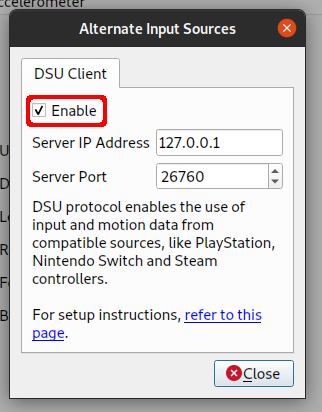 ccelerometer
Alternate Input Sources
DSU Client
Enable
Server IP Address 127.0.0.1
Server Port 26760
DSU protocol enables the use of
input and motion data from
compatible sources, like PlayStation,
Nintendo Switch and Steam
controllers.
For setup instructions, refer to this
page.
Close